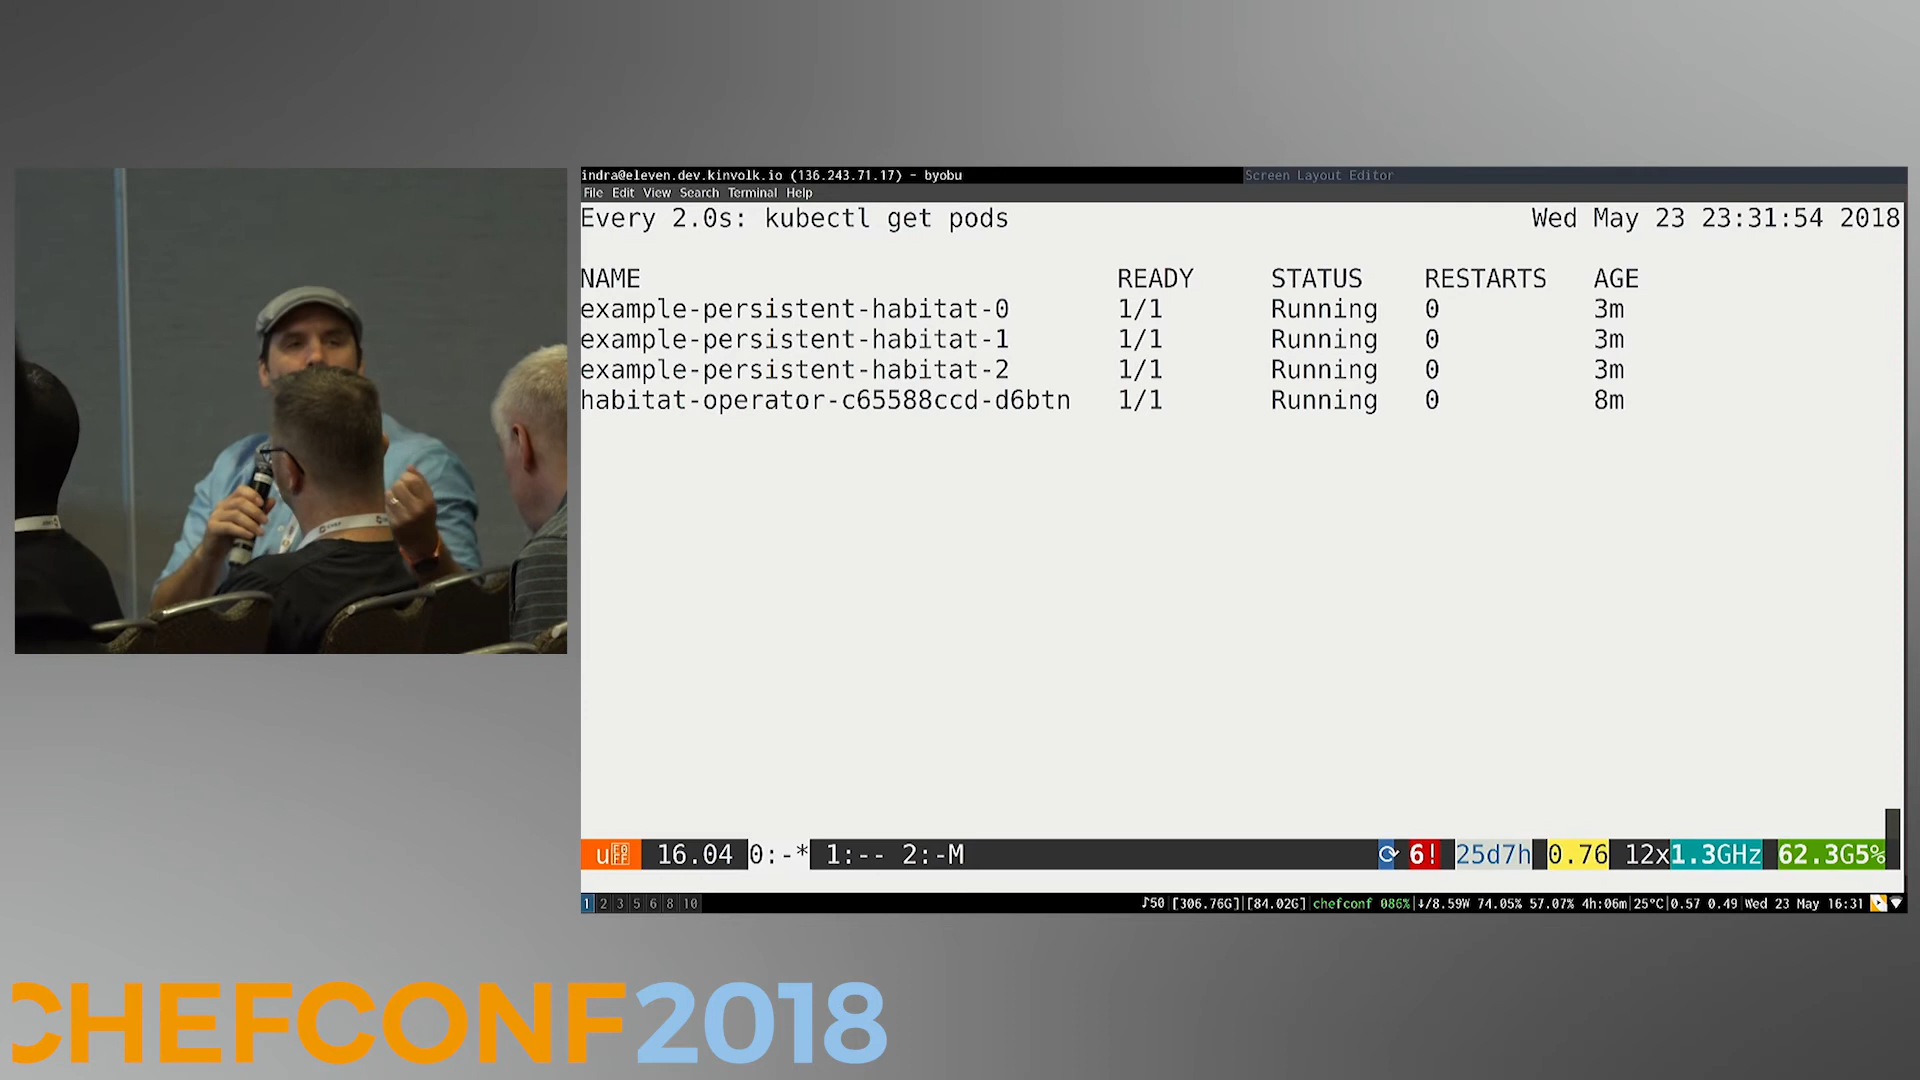 indra@eleven.dev.kinvolk.io (136.243.71.17) - byobu
Screen Layout Editor
File Edit View Search Terminal Help
Every 2.0s: kubectl get pods Wed May 23 23:31:54 2018
NAME READY STATUS RESTARTS AGE
example-persistent-habitat-0 1/1 Running 0 3m
example-persistent-habitat-1 1/1 Running 0 3m
example-persistent-habitat-2 1/1 Running 0 3m
habitat-operator-c65588ccd-d6btn 1/1 Running 0 8m
u 16.04 0:-* 1:-- 2:-M 6! 25d7h 0.76 12x1.3GHz 62.3G5%
1 2 3 5 6 8 10 ♪50 [306.76G]|[84.02G]|chefconf 086%|↓/8.59W 74.05% 57.07% 4h:06m|25°C|0.57 0.49|Wed 23 May 16:31
CHEFCONF2018